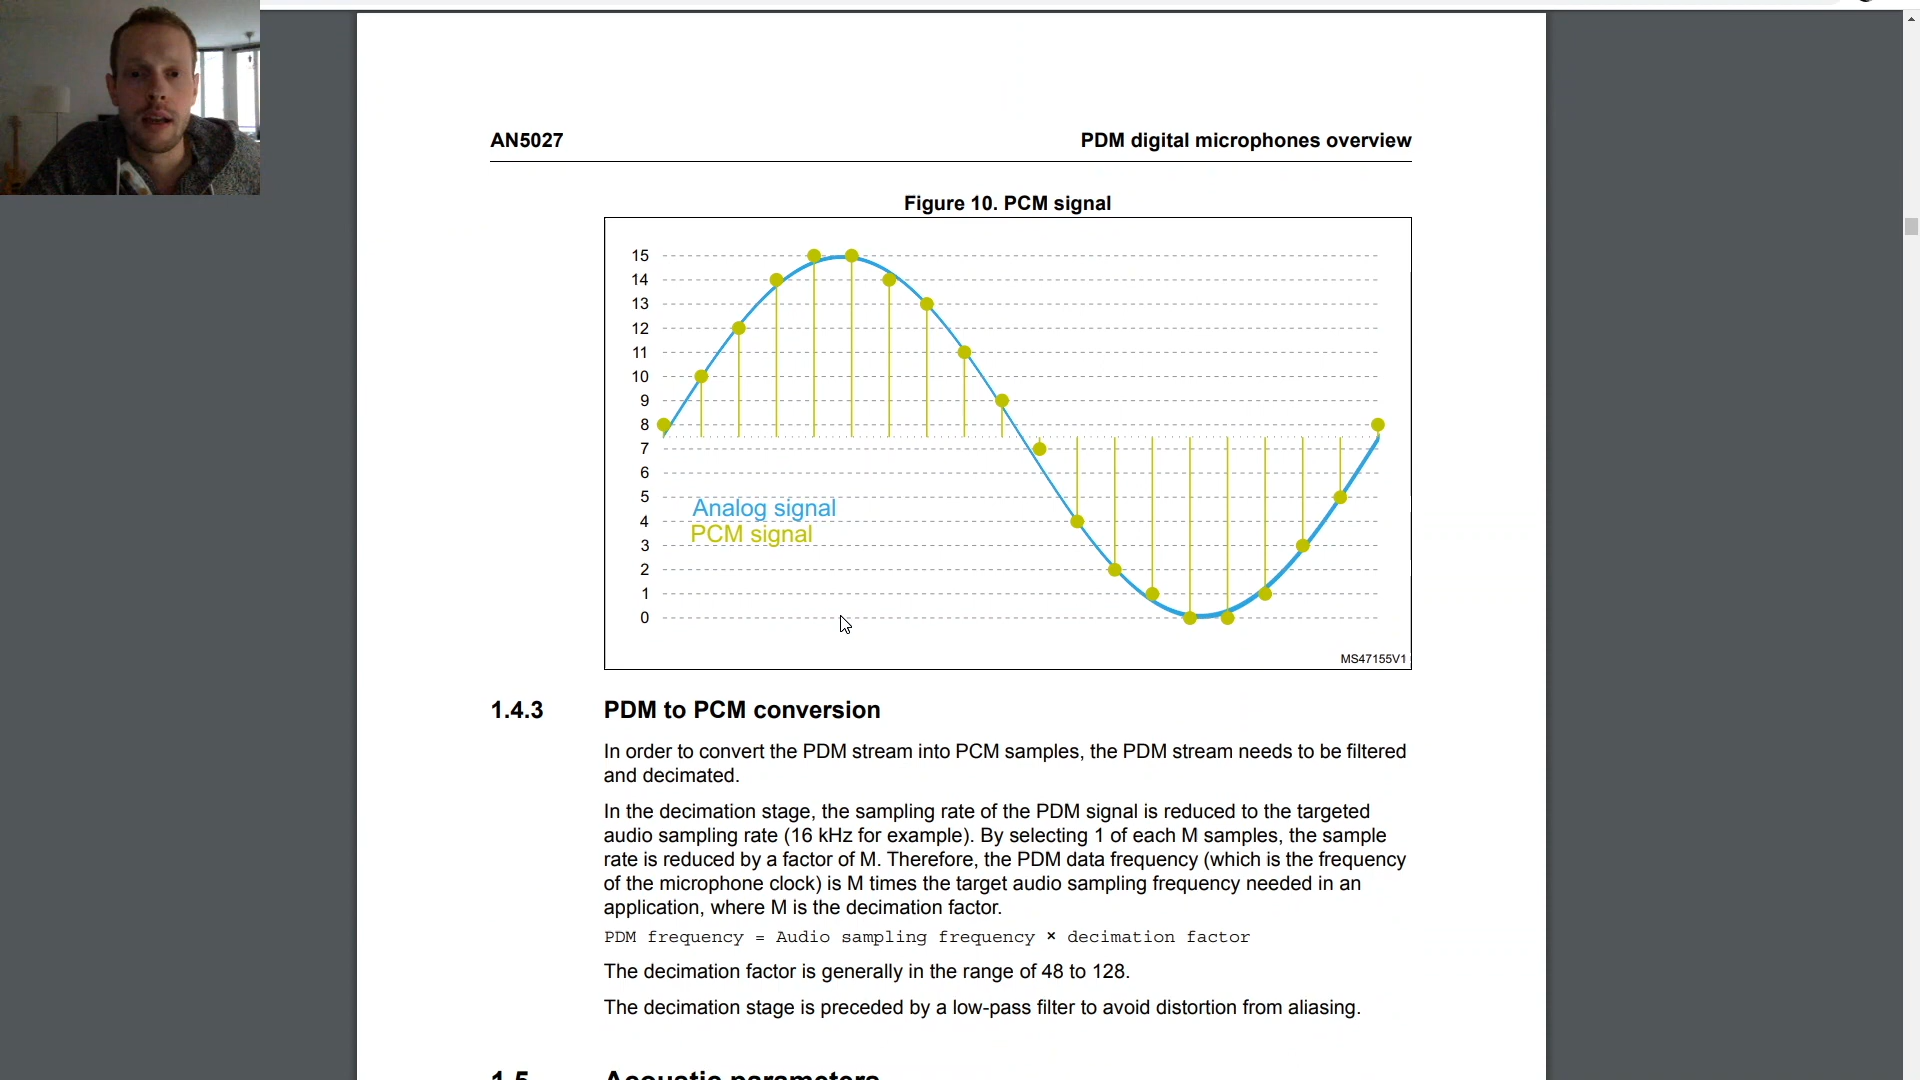 AN5027 PDM digital microphones overview
Figure 10. PCM signal
15
14
13
12
11
10
9
8
7
6
5
4
3
2
1
0
Analog signal
PCM signal
MS47155V1
1.4.3 PDM to PCM conversion
In order to convert the PDM stream into PCM samples, the PDM stream needs to be filtered
and decimated.
In the decimation stage, the sampling rate of the PDM signal is reduced to the targeted
audio sampling rate (16 kHz for example). By selecting 1 of each M samples, the sample
rate is reduced by a factor of M. Therefore, the PDM data frequency (which is the frequency
of the microphone clock) is M times the target audio sampling frequency needed in an
application, where M is the decimation factor.
PDM frequency = Audio sampling frequency × decimation factor
The decimation factor is generally in the range of 48 to 128.
The decimation stage is preceded by a low-pass filter to avoid distortion from aliasing.
1.5 Acoustic parameters